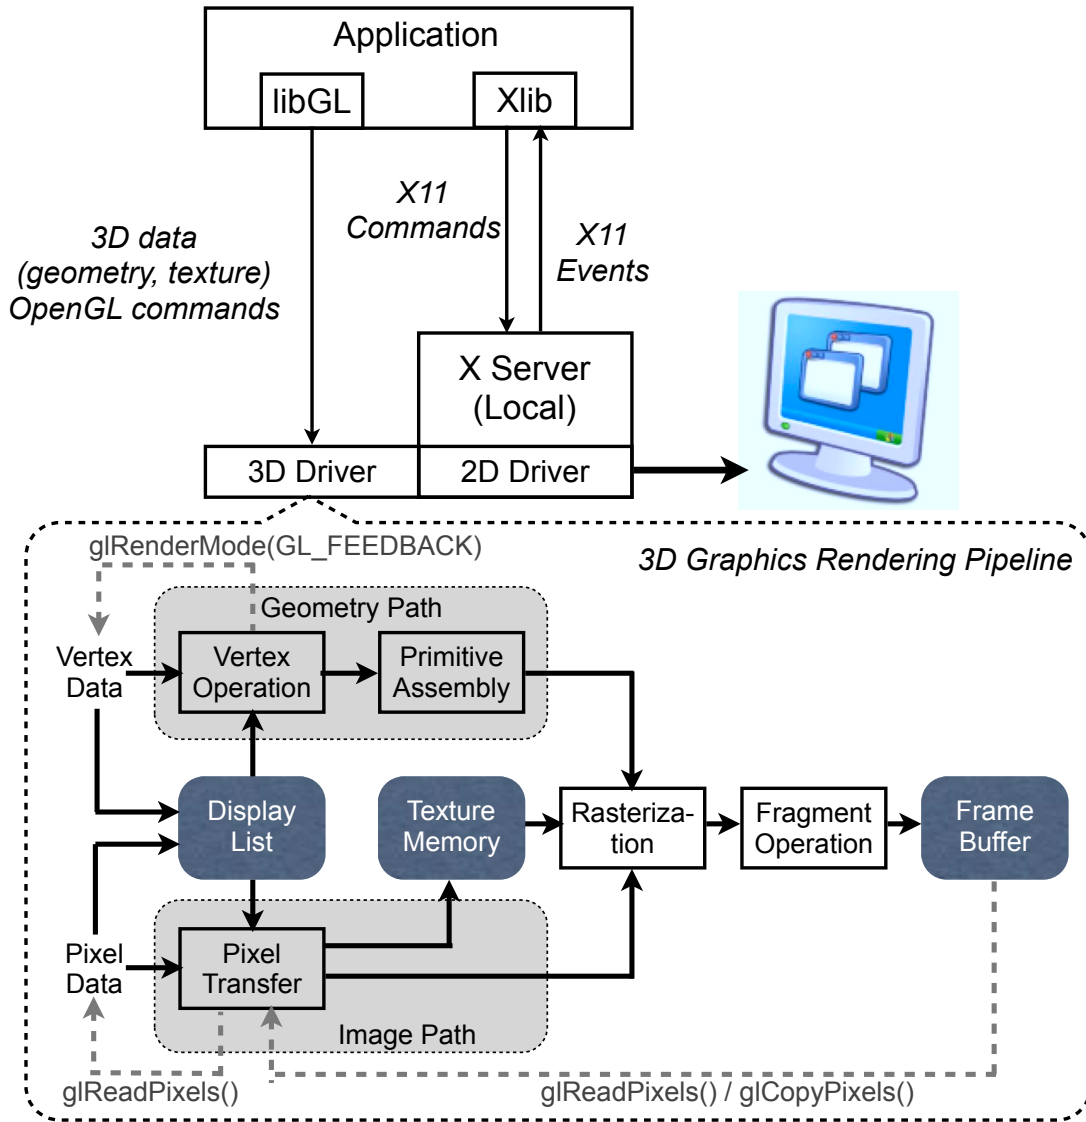 Application
libGL
Xlib
X11
Commands
3D data
(geometry, texture)
OpenGL commands
X11
Events
X Server
(Local)
3D Driver
2D Driver
glRenderMode(GL_FEEDBACK)
3D Graphics Rendering Pipeline
Geometry Path
Vertex
Data
Vertex
Operation
Primitive
Assembly
Display
List
Texture
Memory
Rasteriza-
tion
Fragment
Operation
Frame
Buffer
Pixel
Data
Pixel
Transfer
Image Path
glReadPixels()
glReadPixels() / glCopyPixels()